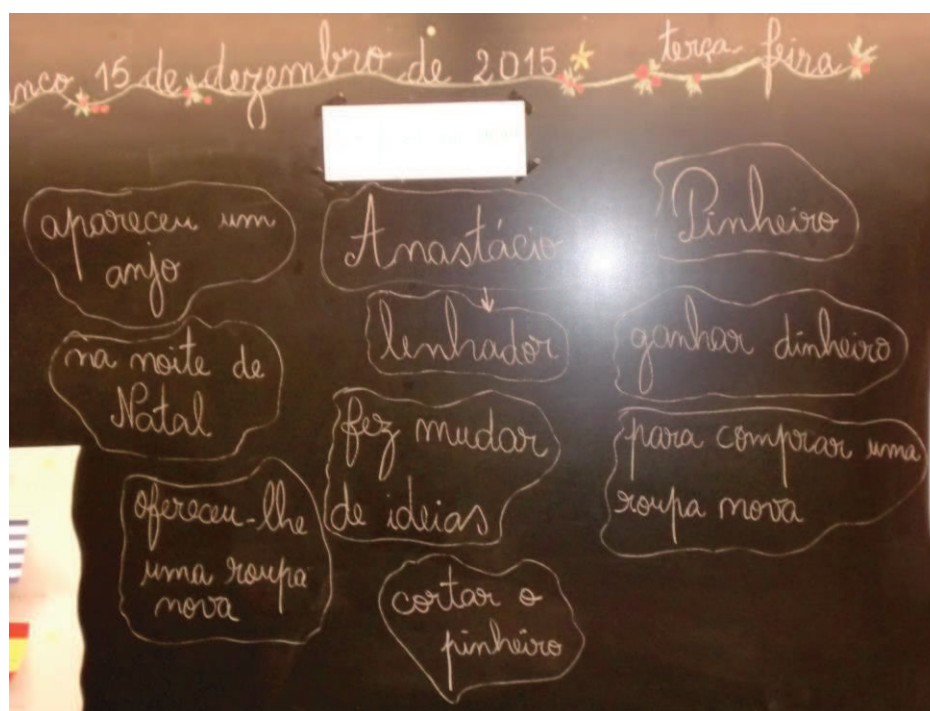 15 de dezembro de 2015 terça-feira
apareceu um
anjo
na noite de
Natal
ofereceu-lhe
uma roupa
nova
Anastácio
lenhador
fez mudar
de ideias
cortar o
pinheiro
Pinheiro
ganhar dinheiro
para comprar uma
roupa nova